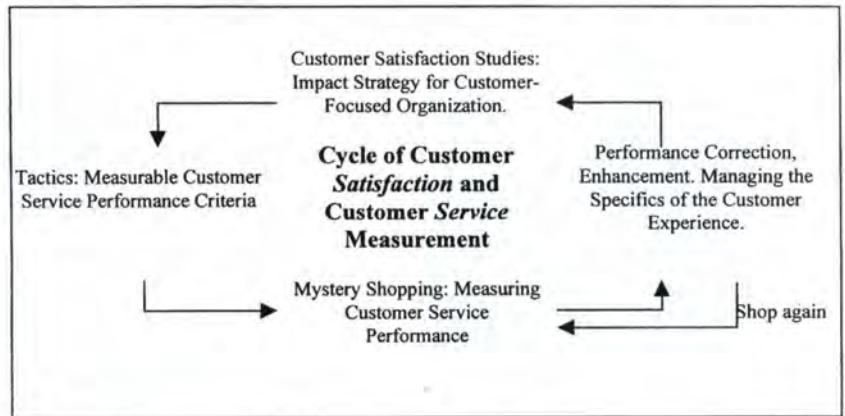 Customer Satisfaction Studies:
Impact Strategy for Customer-
Focused Organization.
Cycle of Customer
Satisfaction and
Customer Service
Measurement
Tactics: Measurable Customer
Service Performance Criteria
Performance Correction,
Enhancement. Managing the
Specifics of the Customer
Experience.
Mystery Shopping: Measuring
Customer Service
Performance
Shop again